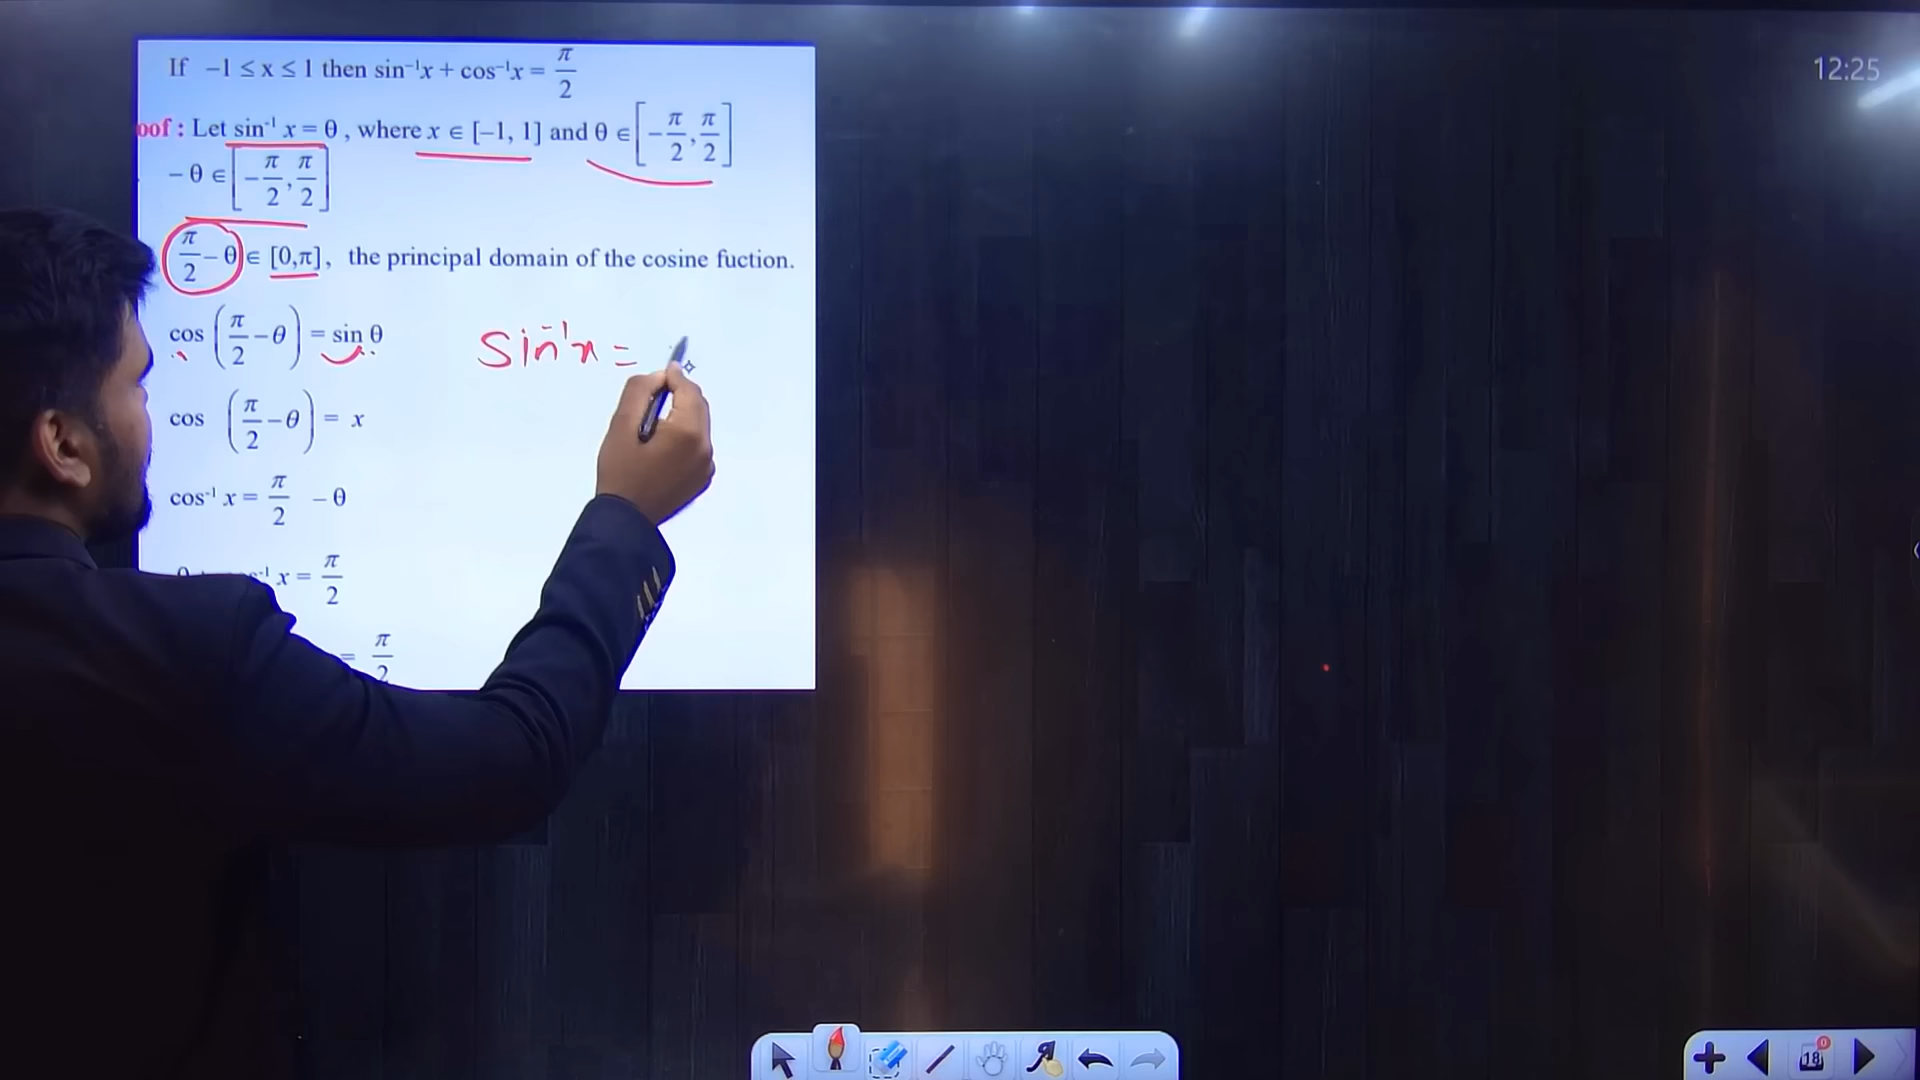 If −1 ≤ x ≤ 1 then sin⁻¹x + cos⁻¹x = π/2
oof : Let sin⁻¹ x = θ , where x ∈ [−1, 1] and θ ∈ [−π/2, π/2]
− θ ∈ [−π/2, π/2]
π/2 − θ ∈ [0,π], the principal domain of the cosine fuction.
cos (π/2 − θ) = sin θ
sin⁻¹x =
cos (π/2 − θ) = x
cos⁻¹ x = π/2 − θ
x = π/2
= π/2
12:25
18
0